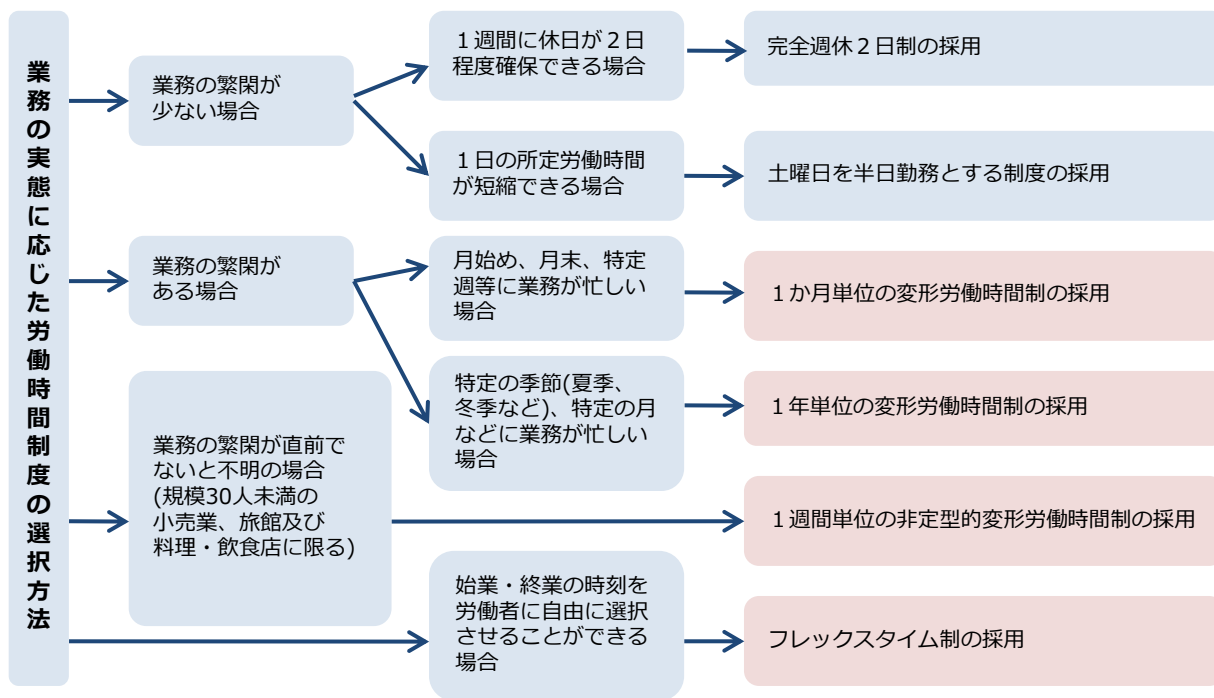 業務の実態に応じた労働時間制度の選択方法
業務の繁閑が
少ない場合
１週間に休日が２日
程度確保できる場合
完全週休２日制の採用
１日の所定労働時間
が短縮できる場合
土曜日を半日勤務とする制度の採用
業務の繁閑が
ある場合
月始め、月末、特定
週等に業務が忙しい
場合
１か月単位の変形労働時間制の採用
特定の季節(夏季、
冬季など)、特定の月
などに業務が忙しい
場合
１年単位の変形労働時間制の採用
業務の繁閑が直前で
ないと不明の場合
(規模30人未満の
小売業、旅館及び
料理・飲食店に限る)
１週間単位の非定型的変形労働時間制の採用
始業・終業の時刻を
労働者に自由に選択
させることができる
場合
フレックスタイム制の採用